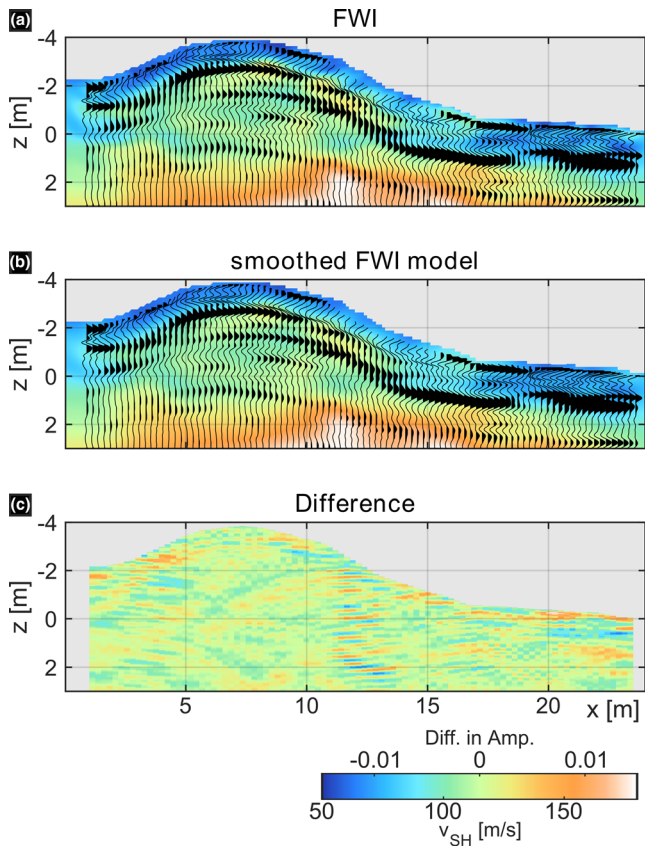 (a) FWI
-4
-2
0
2
z [m]
(b) smoothed FWI model
-4
-2
0
2
z [m]
(c) Difference
-4
-2
0
2
z [m]
5 10 15 20 x [m]
Diff. in Amp.
-0.01 0 0.01
50 100 150
v_SH [m/s]